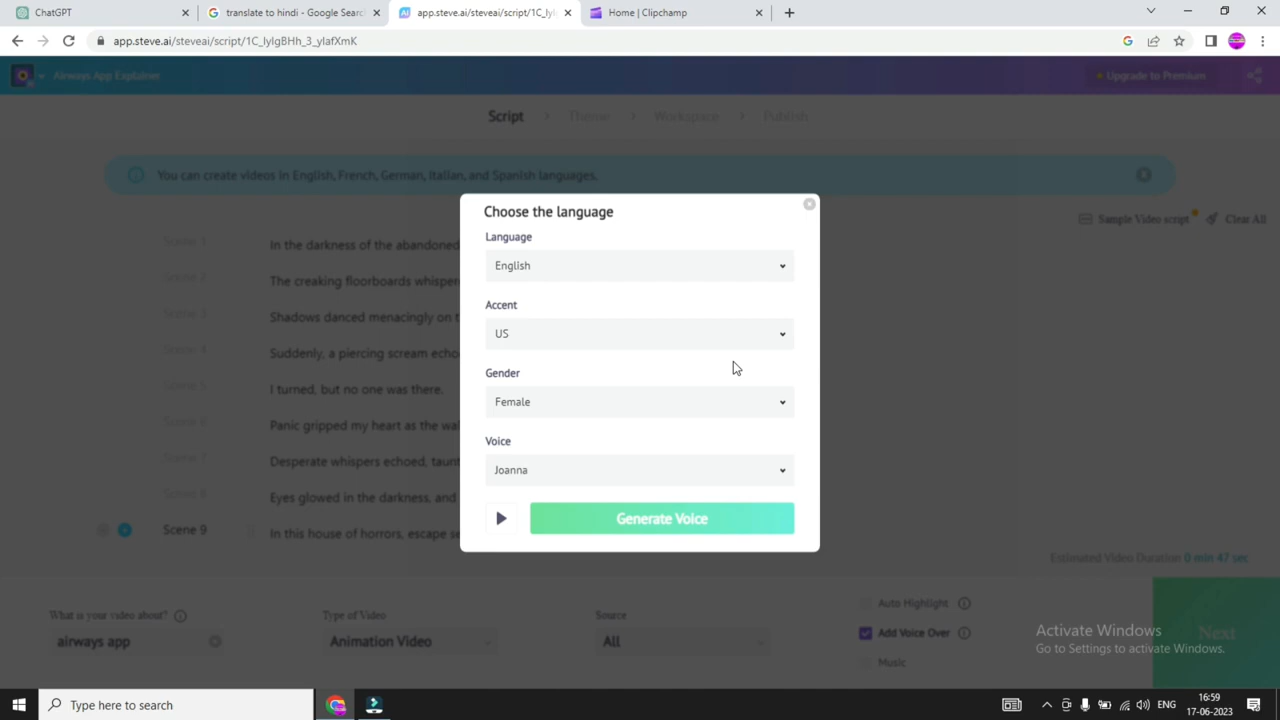 ChatGPT
translate to hindi - Google Searc
app.steve.ai/steveai/script/1C_lyl
Home | Clipchamp
app.steve.ai/steveai/script/1C_lylgBHh_3_ylafXmK
Airways App Explainer
Upgrade to Premium
Script > Theme > Workspace > Publish
You can create videos in English, French, German, Italian, and Spanish languages.
Sample Video script
Clear All
Scene 1 In the darkness of the abandoned
Scene 2 The creaking floorboards whisper
Scene 3 Shadows danced menacingly on t
Scene 4 Suddenly, a piercing scream echo
Scene 5 I turned, but no one was there.
Scene 6 Panic gripped my heart as the wal
Scene 7 Desperate whispers echoed, taunt
Scene 8 Eyes glowed in the darkness, and
Scene 9 In this house of horrors, escape se
Choose the language
Language
English
Accent
US
Gender
Female
Voice
Joanna
Generate Voice
Estimated Video Duration 0 min 47 sec
What is your video about?
airways app
Type of Video
Animation Video
Source
All
Auto Highlight
Add Voice Over
Music
Next
Activate Windows
Go to Settings to activate Windows.
Type here to search
16:59
17-06-2023